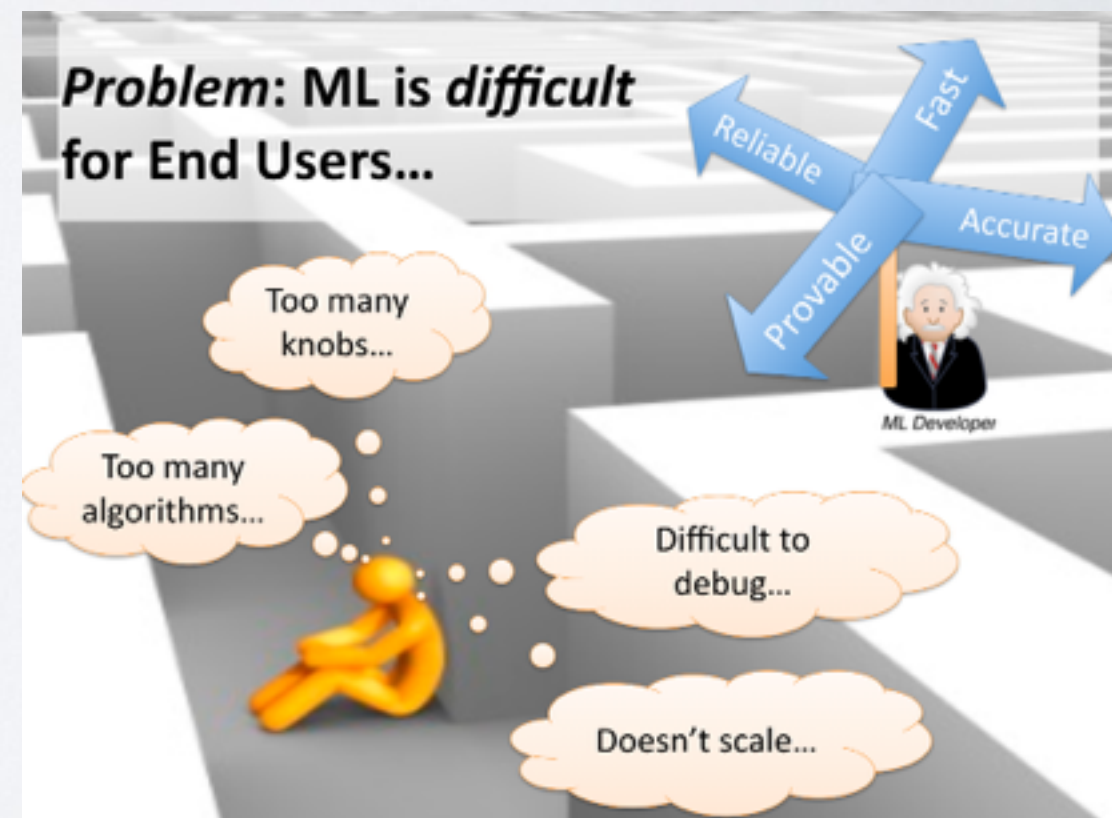 Problem: ML is difficult
for End Users…
Fast
Reliable
Accurate
Provable
ML Developer
Too many
knobs…
Too many
algorithms…
Difficult to
debug…
Doesn’t scale…